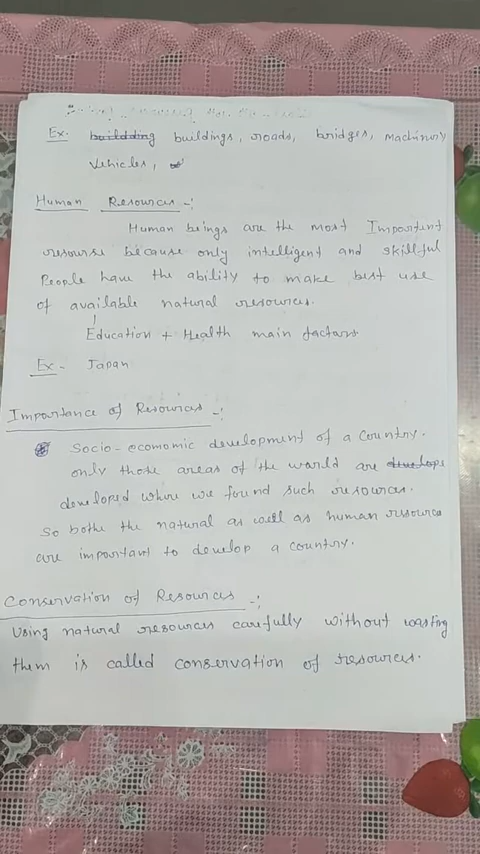 Ex. buildings, roads, bridges, machinery
vehicles,
Human Resources -:
Human beings are the most Important
resourse because only intelligent and skillful
People have the ability to make best use
of available natural resources.
Education + Health main factors
Ex - Japan
Importance of Resources -:
Socio-ecomomic development of a country.
only those areas of the world are develops
developed where we found such resources.
So bothe the natural as well as human resource
are important to develop a country.
Conservation of Resources -:
Using natural resources carefully without wasting
them is called conservation of resources.